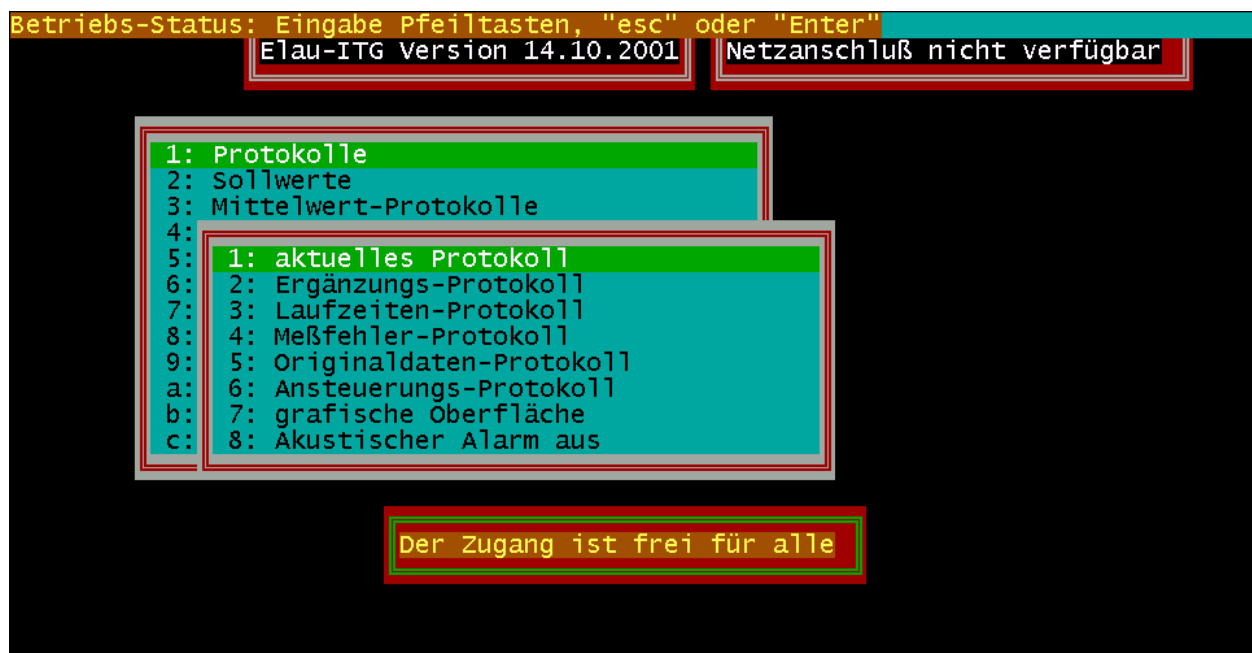 Betriebs-Status: Eingabe Pfeiltasten, "esc" oder "Enter"
Elau-ITG Version 14.10.2001
Netzanschluß nicht verfügbar
1: Protokolle
2: Sollwerte
3: Mittelwert-Protokolle
4:
5:
6:
7:
8:
9:
a:
b:
c:
1: aktuelles Protokoll
2: Ergänzungs-Protokoll
3: Laufzeiten-Protokoll
4: Meßfehler-Protokoll
5: Originaldaten-Protokoll
6: Ansteuerungs-Protokoll
7: grafische Oberfläche
8: Akustischer Alarm aus
Der Zugang ist frei für alle